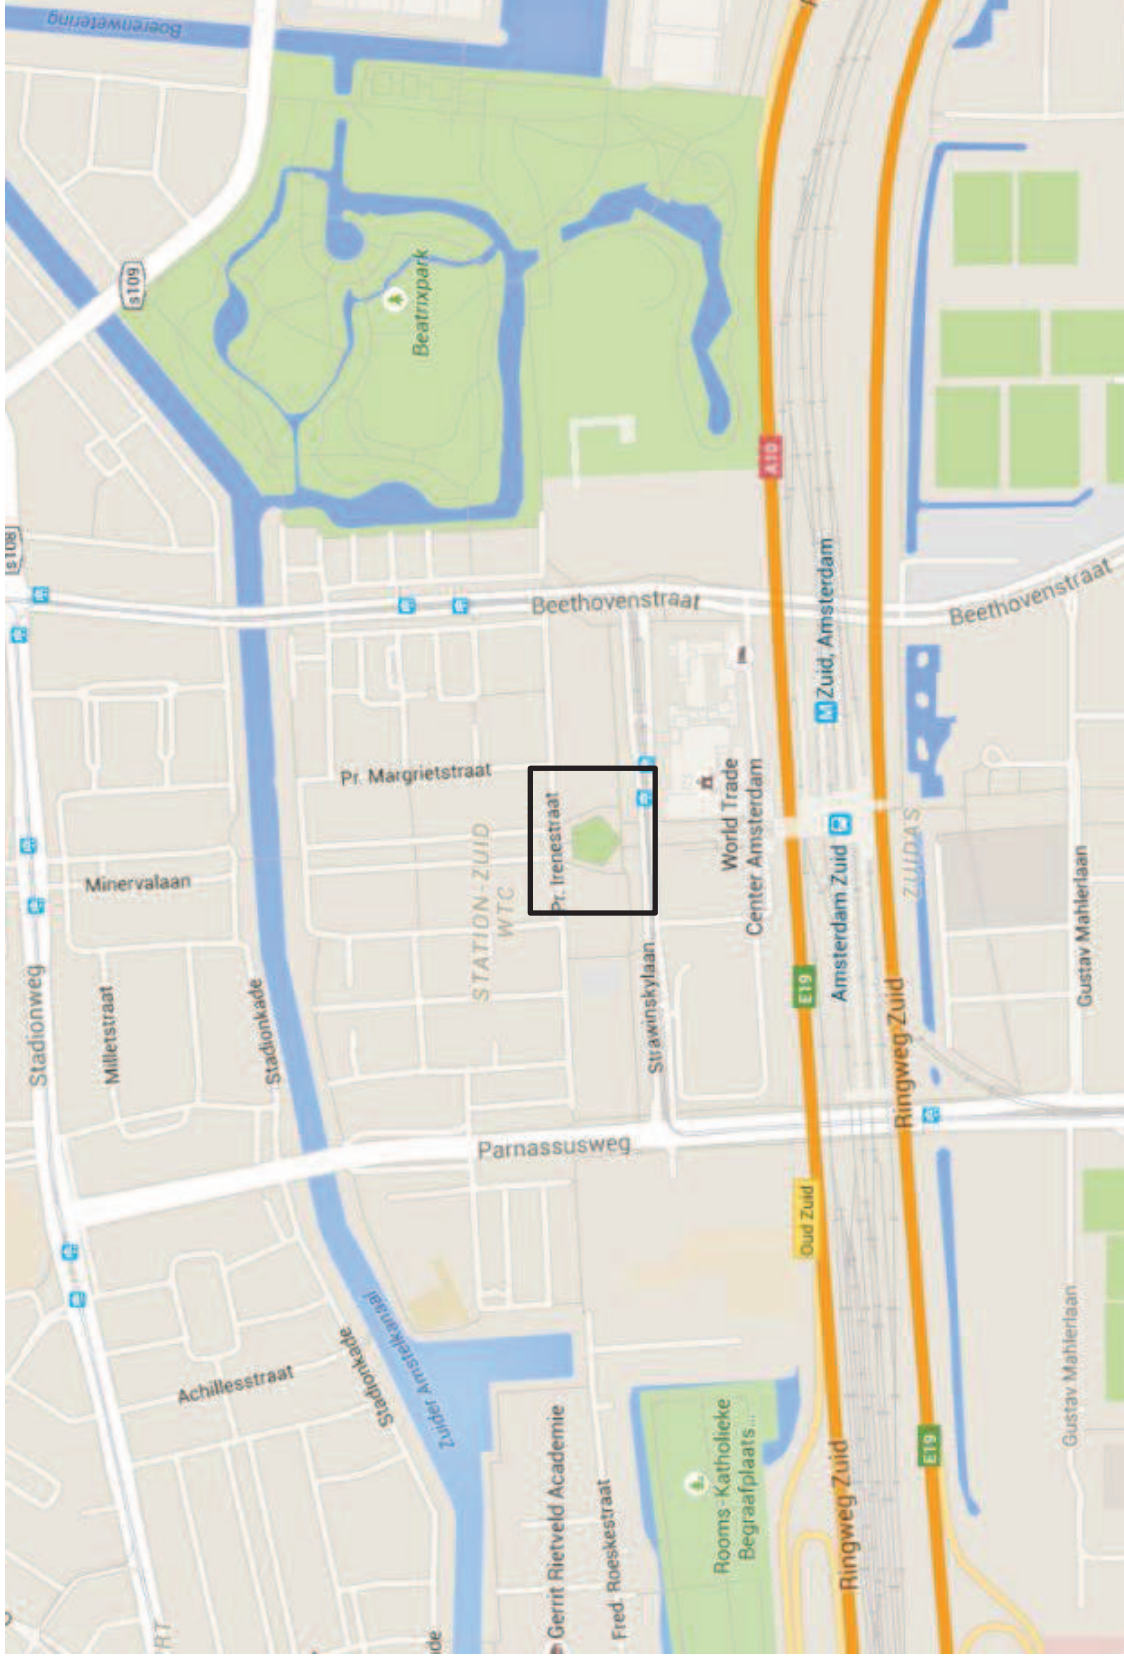 Boerenwetering
s109
Beatrixpark
s108
A10
Beethovenstraat
Beethovenstraat
M Zuid, Amsterdam
Pr. Margrietstraat
Pr. Irenestraat
World Trade
Center Amsterdam
STATION-ZUID
WTC
Minervalaan
Amsterdam Zuid
ZUIDAS
Gustav Mahlerlaan
Stadionweg
Milletstraat
Stadionkade
Strawinskylaan
E19
Ringweg Zuid
Parnassusweg
Oud Zuid
Achillesstraat
Stadionkade
Zuider Amstelkanaal
Gustav Mahlerlaan
Gerrit Rietveld Academie
Fred. Roeskestraat
Rooms-Katholieke
Begraafplaats...
Ringweg Zuid
E19
RT
de